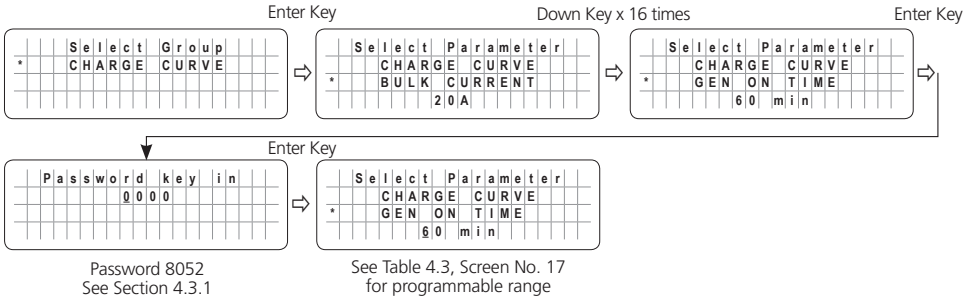 Enter Key
Down Key x 16 times
Enter Key
Select Group
* CHARGE CURVE
Select Parameter
CHARGE CURVE
* BULK CURRENT
20A
Select Parameter
CHARGE CURVE
* GEN ON TIME
60 min
Enter Key
Password key in
0000
Select Parameter
CHARGE CURVE
* GEN ON TIME
60 min
Password 8052
See Section 4.3.1
See Table 4.3, Screen No. 17
for programmable range